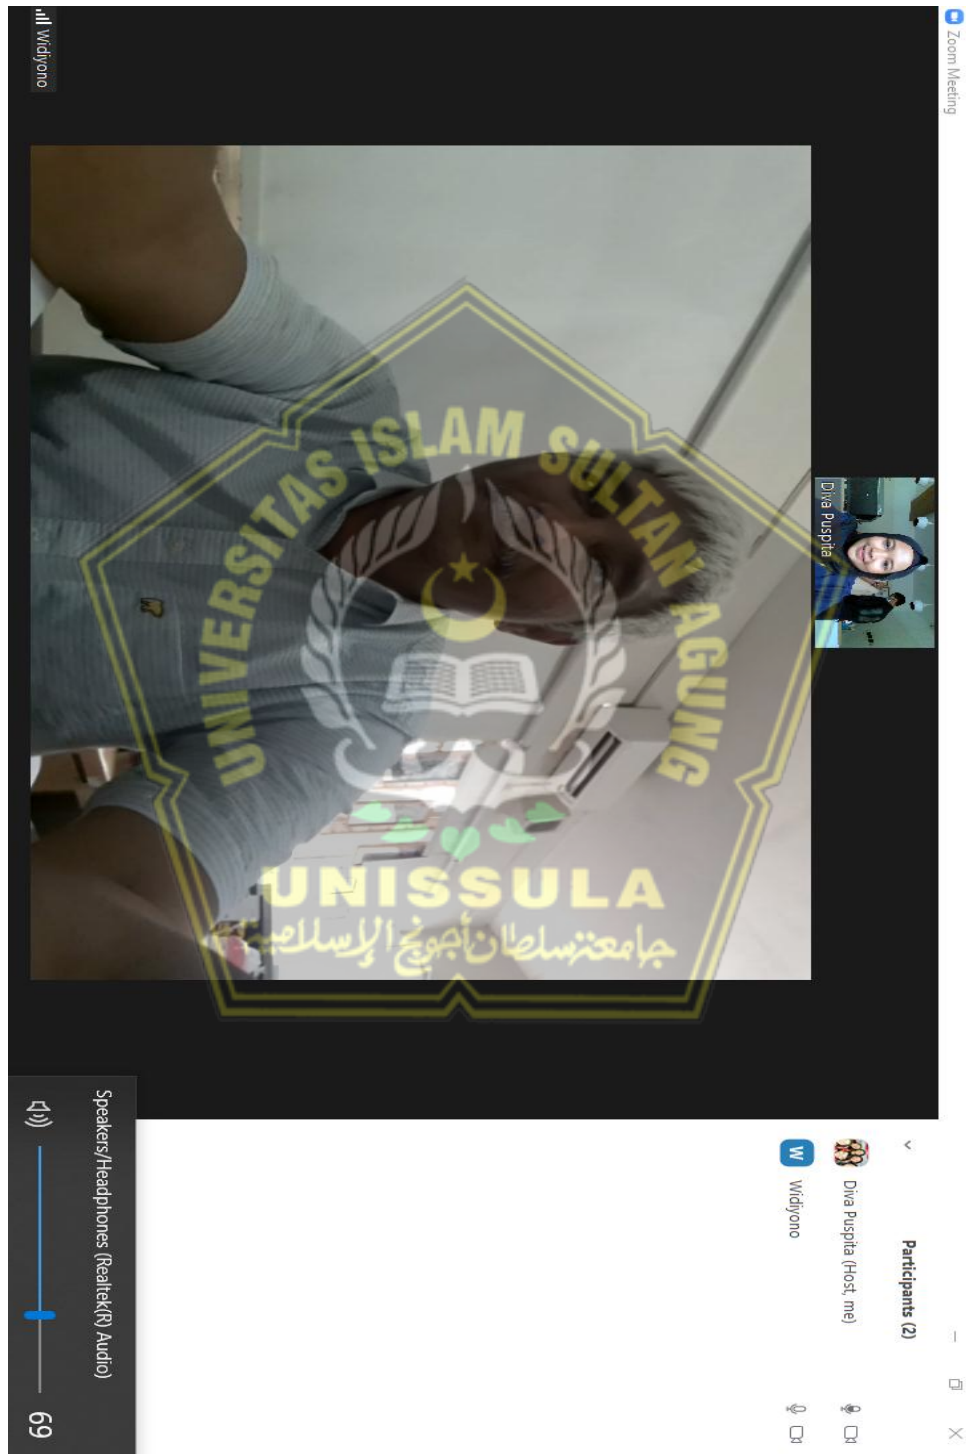 Zoom Meeting
Diva Puspita
Widiyono
Participants (2)
Diva Puspita (Host, me)
W
Widiyono
Speakers/Headphones (Realtek(R) Audio)
69
UNIVERSITAS ISLAM SULTAN AGUNG
UNISSULA
جامعة سلطان أجونج الإسلامية